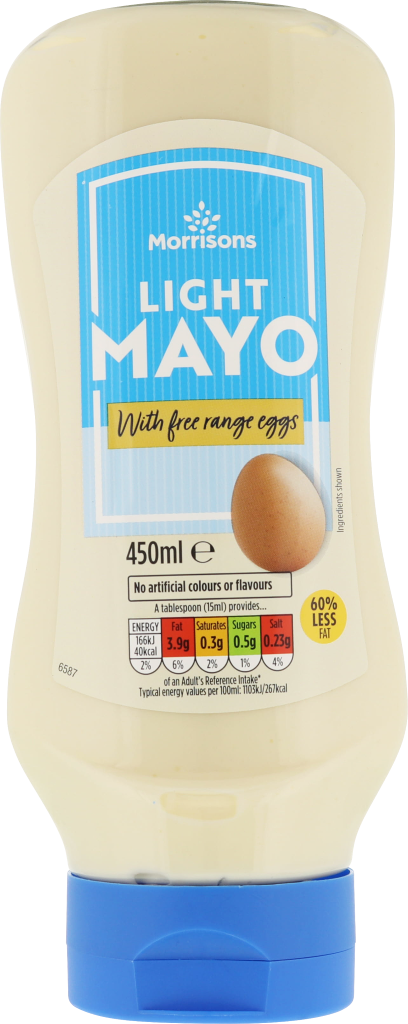 Morrisons
LIGHT
MAYO
With free range eggs
Ingredients shown
450ml ℮
No artificial colours or flavours
60%
LESS
FAT
A tablespoon (15ml) provides...
ENERGY Fat Saturates Sugars Salt
166kJ 3.9g 0.3g 0.5g 0.23g
40kcal
2% 6% 2% 1% 4%
of an Adult's Reference Intake*
Typical energy values per 100ml: 1103kJ/267kcal
6587